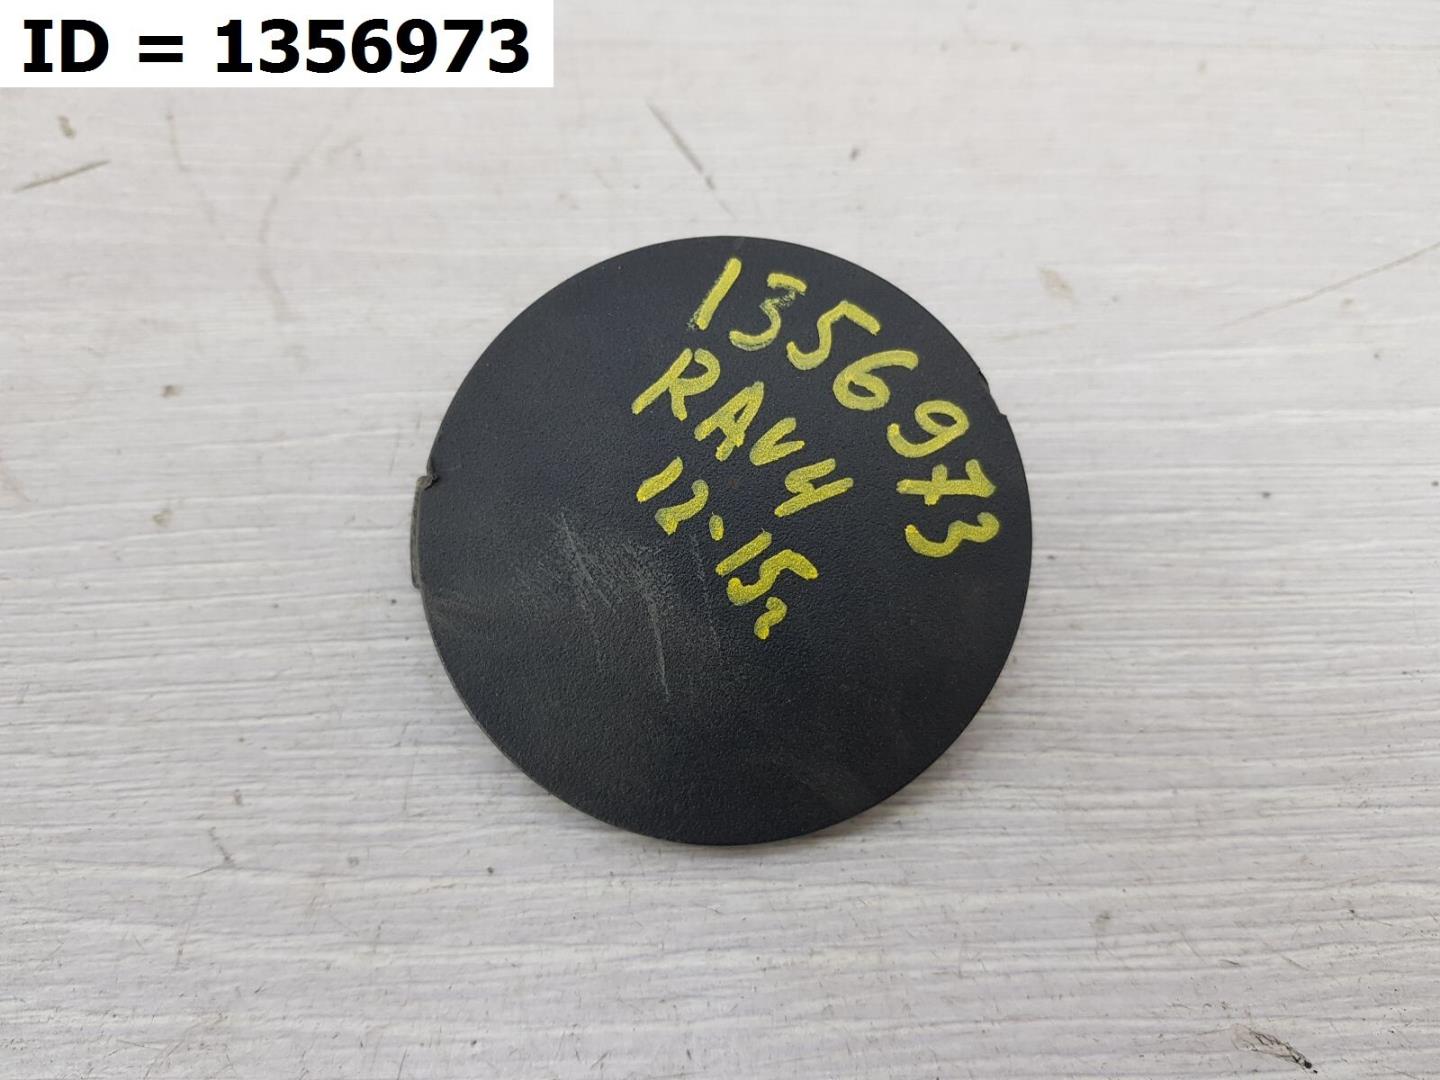 ID = 1356973
1356973
RAV4
12-15г